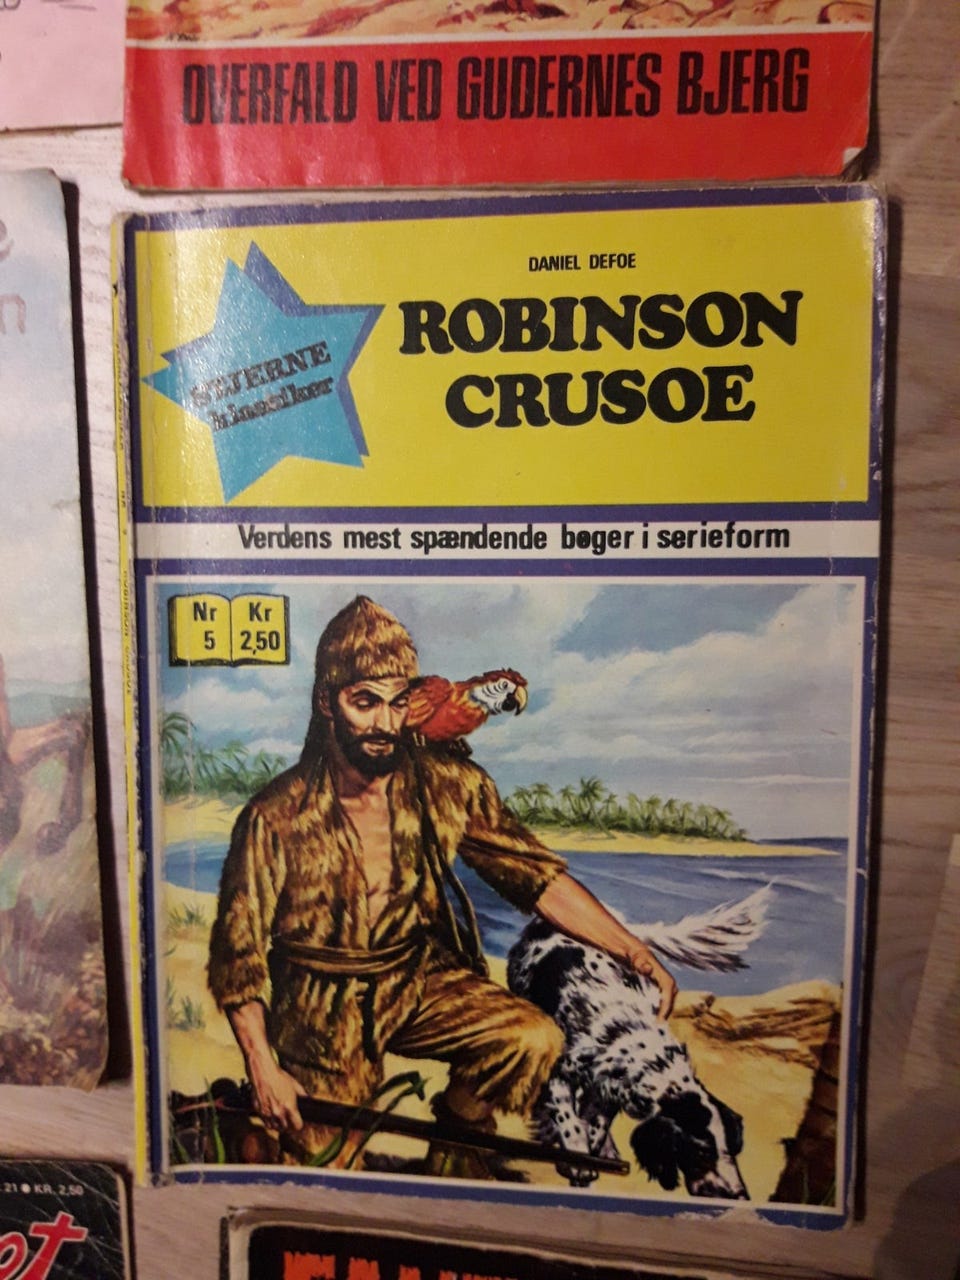 OVERFALD VED GUDERNES BJERG
DANIEL DEFOE
ROBINSON
CRUSOE
STJERNE
klassiker
Verdens mest spændende bøger i serieform
Nr Kr
5 2,50
21 ● KR. 2,50